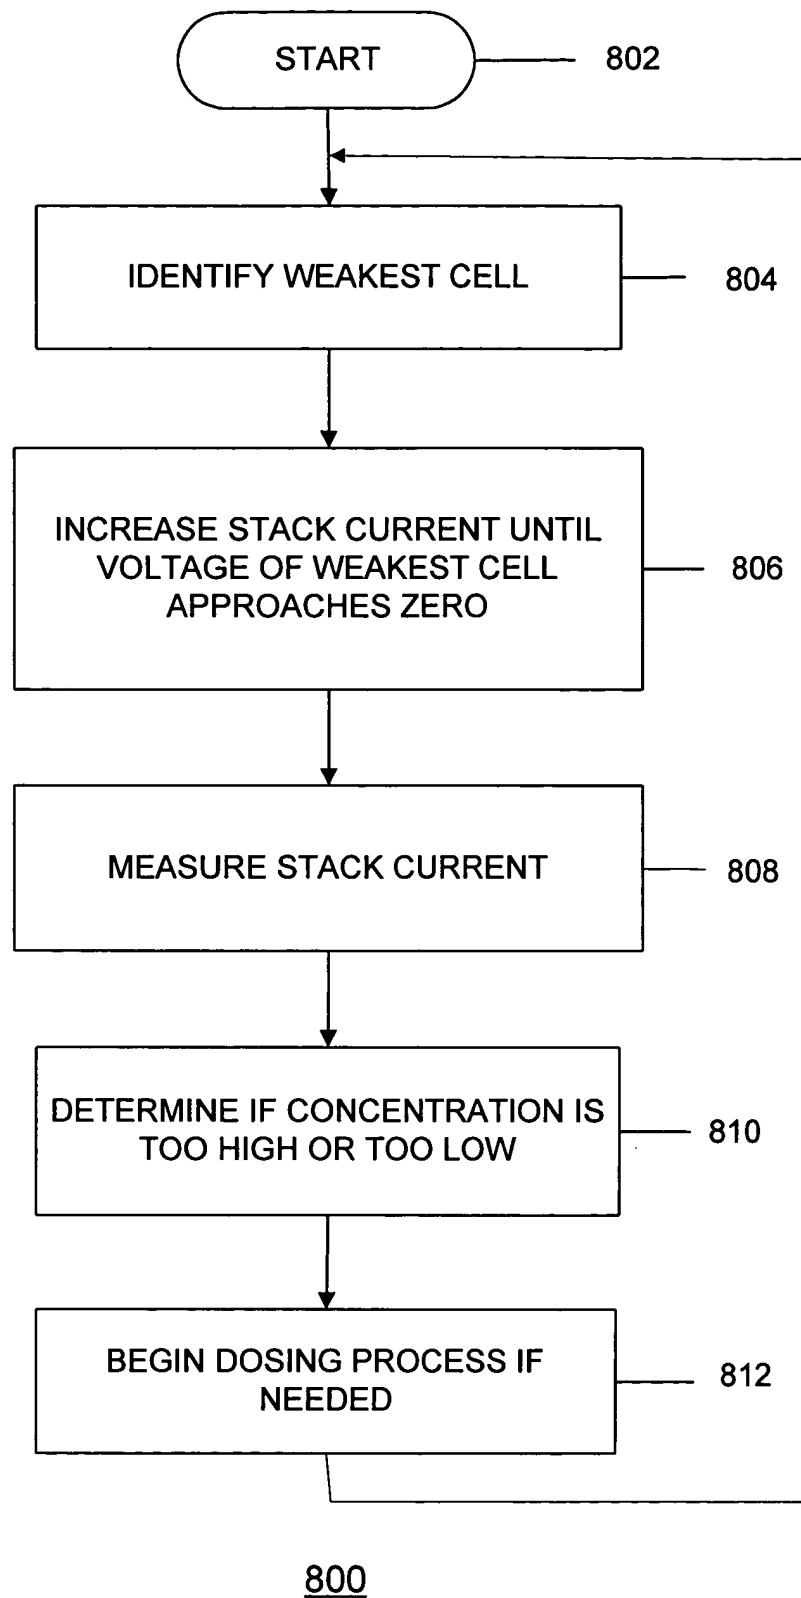 START
802
IDENTIFY WEAKEST CELL
804
INCREASE STACK CURRENT UNTIL
VOLTAGE OF WEAKEST CELL
APPROACHES ZERO
806
MEASURE STACK CURRENT
808
DETERMINE IF CONCENTRATION IS
TOO HIGH OR TOO LOW
810
BEGIN DOSING PROCESS IF
NEEDED
812
800